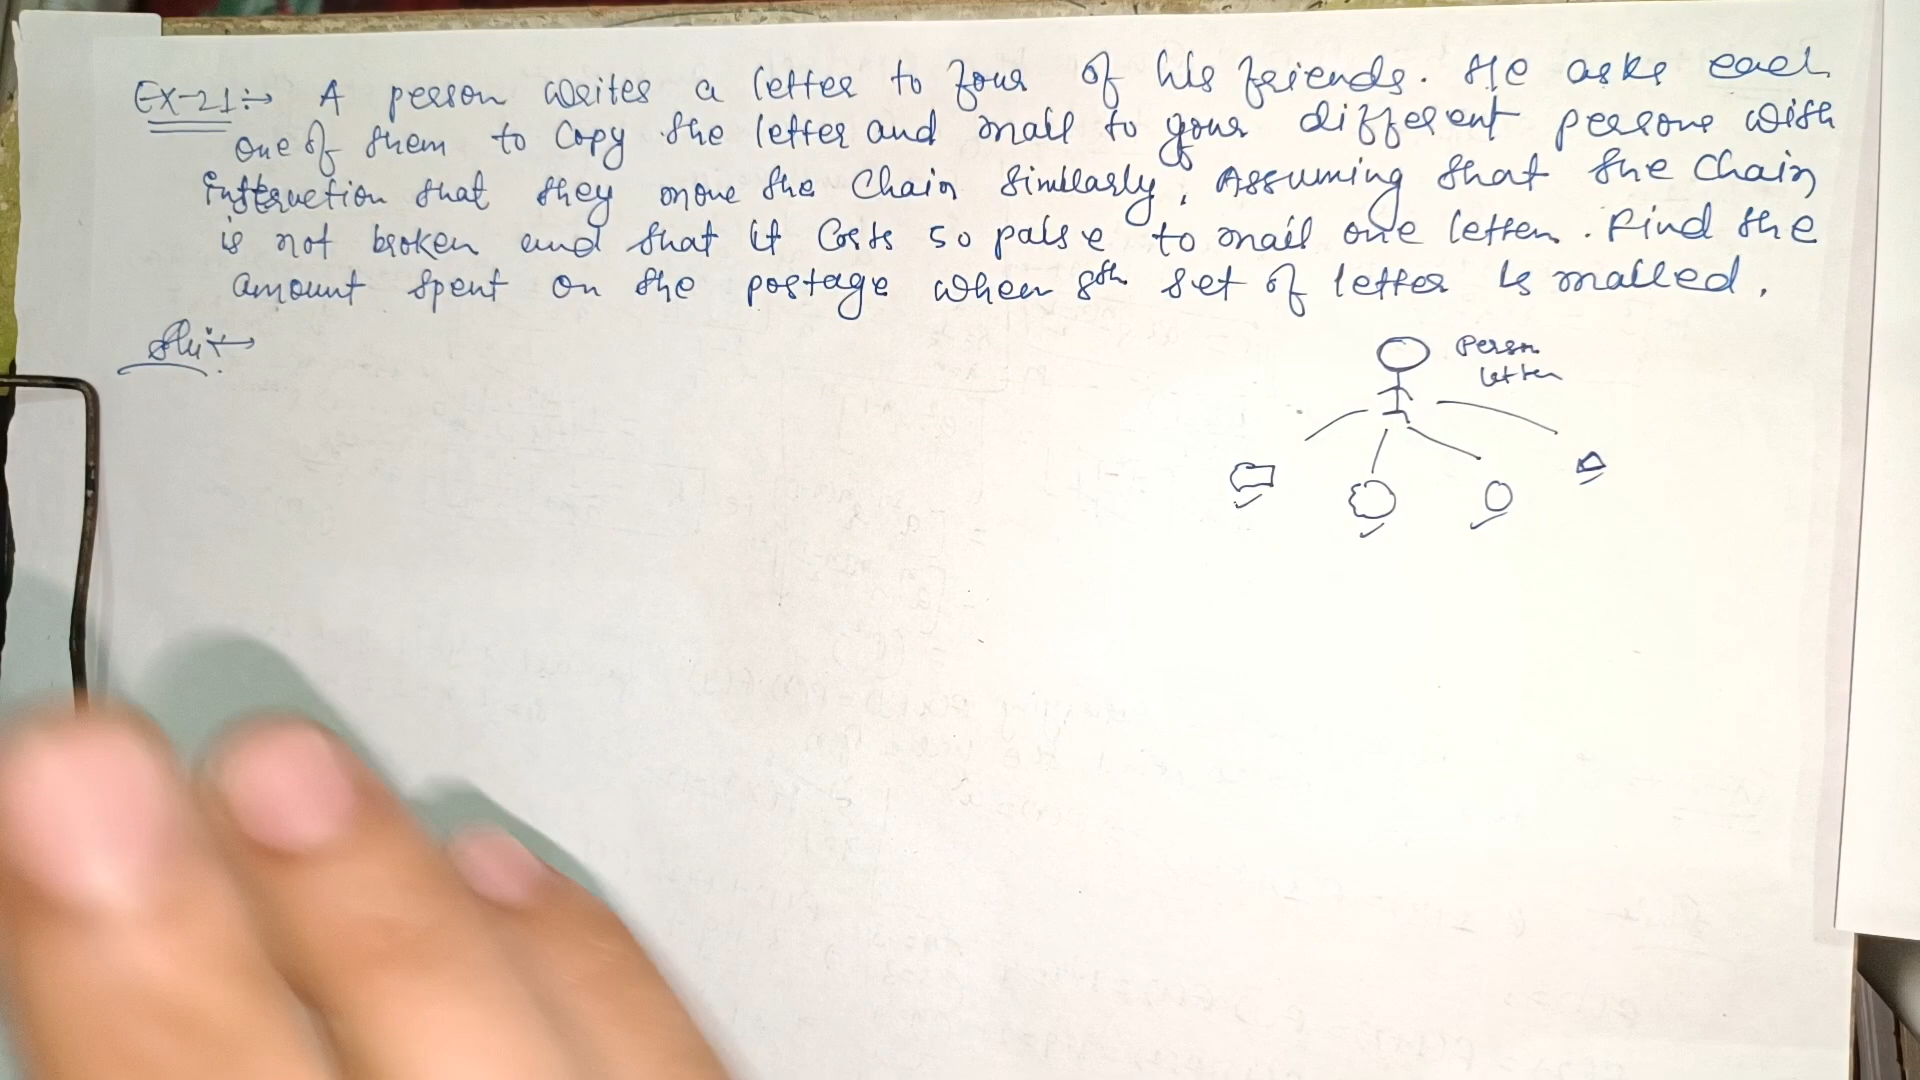 Ex-21:→ A person writes a letter to four of his friends. He asks each
one of them to copy the letter and mail to four different persons with
instruction that they move the chain similarly. Assuming that the chain
is not broken and that it costs 50 paise to mail one letter. Find the
amount spent on the postage when 8th set of letter is mailed.
Person
letter